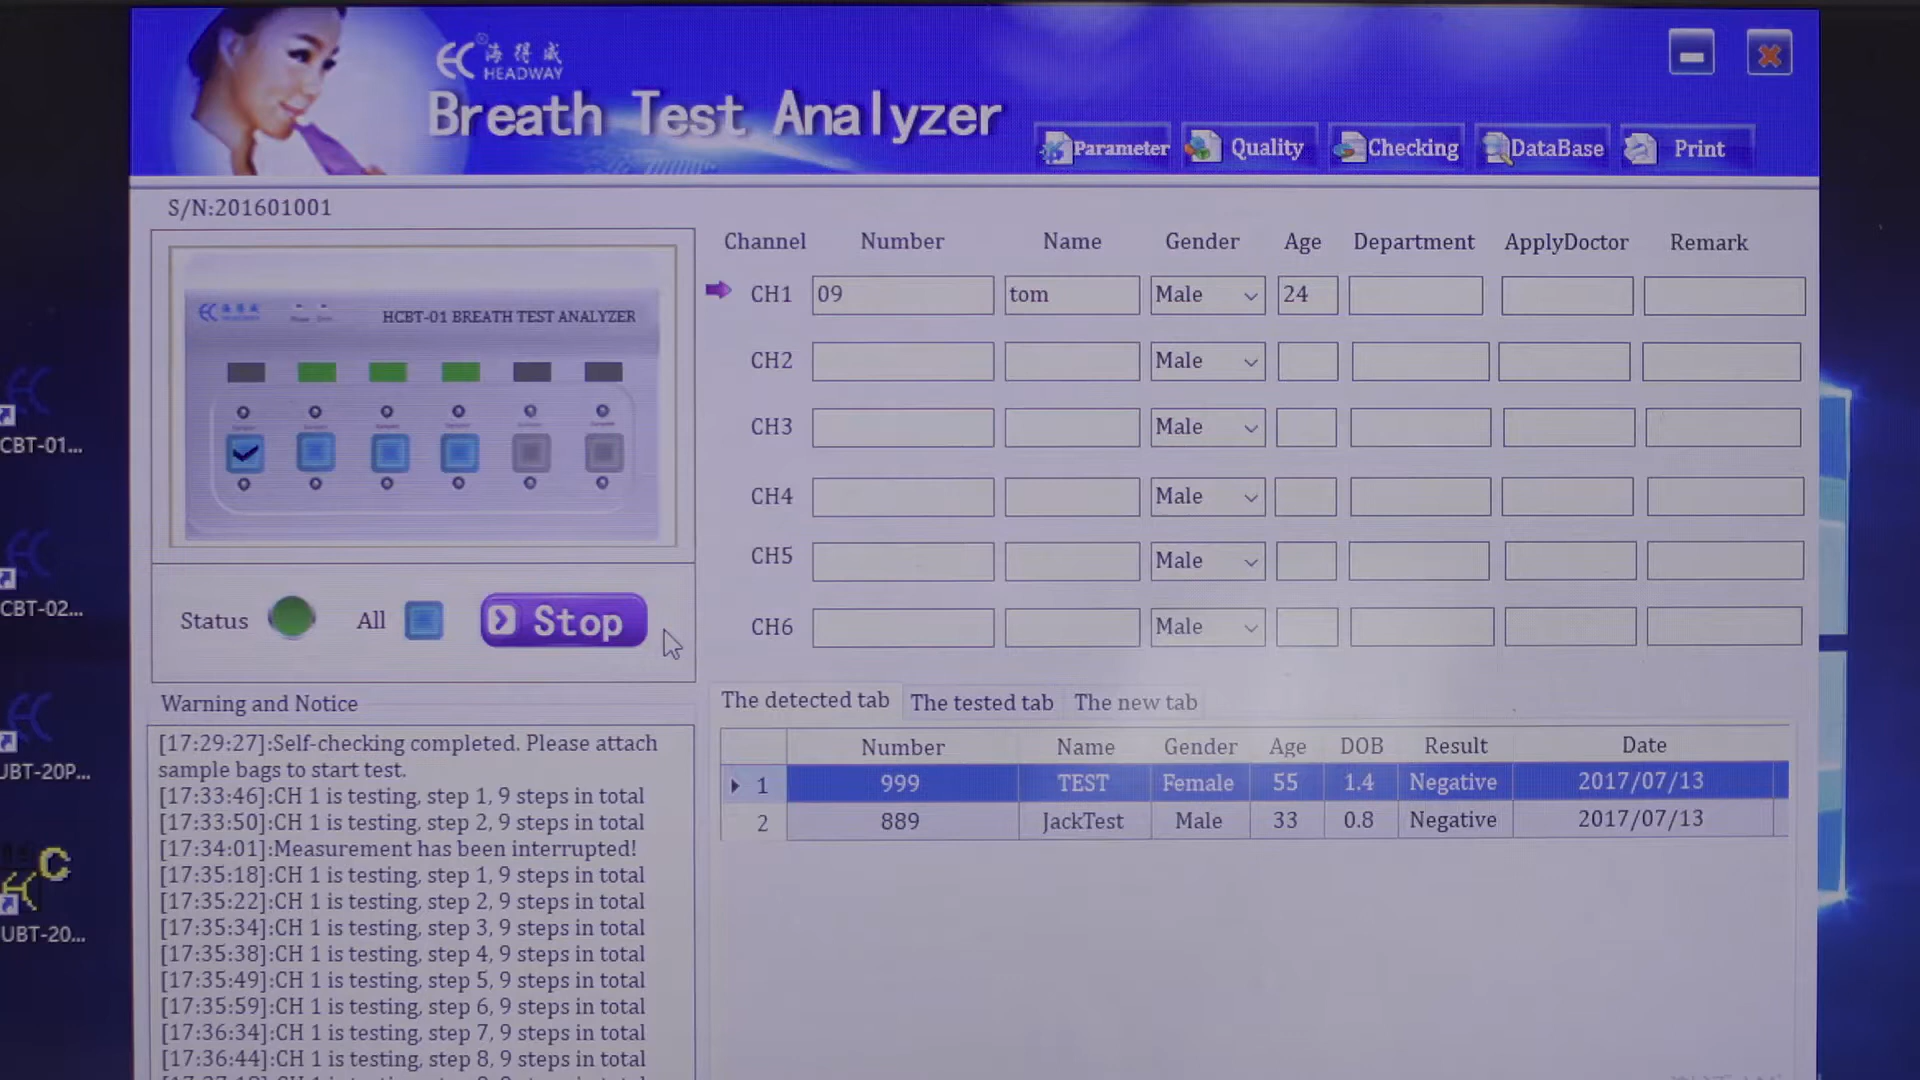 海得威
HEADWAY
Breath Test Analyzer
Parameter Quality Checking DataBase Print
S/N:201601001
HCBT-01 BREATH TEST ANALYZER
Channel Number Name Gender Age Department ApplyDoctor Remark
CH1 09 tom Male 24
CH2 Male
CH3 Male
CH4 Male
CH5 Male
CH6 Male
Status All Stop
Warning and Notice
[17:29:27]:Self-checking completed. Please attach
sample bags to start test.
[17:33:46]:CH 1 is testing, step 1, 9 steps in total
[17:33:50]:CH 1 is testing, step 2, 9 steps in total
[17:34:01]:Measurement has been interrupted!
[17:35:18]:CH 1 is testing, step 1, 9 steps in total
[17:35:22]:CH 1 is testing, step 2, 9 steps in total
[17:35:34]:CH 1 is testing, step 3, 9 steps in total
[17:35:38]:CH 1 is testing, step 4, 9 steps in total
[17:35:49]:CH 1 is testing, step 5, 9 steps in total
[17:35:59]:CH 1 is testing, step 6, 9 steps in total
[17:36:34]:CH 1 is testing, step 7, 9 steps in total
[17:36:44]:CH 1 is testing, step 8, 9 steps in total
The detected tab The tested tab The new tab
Number Name Gender Age DOB Result Date
1 999 TEST Female 55 1.4 Negative 2017/07/13
2 889 JackTest Male 33 0.8 Negative 2017/07/13
CBT-01...
CBT-02...
UBT-20P...
UBT-20...